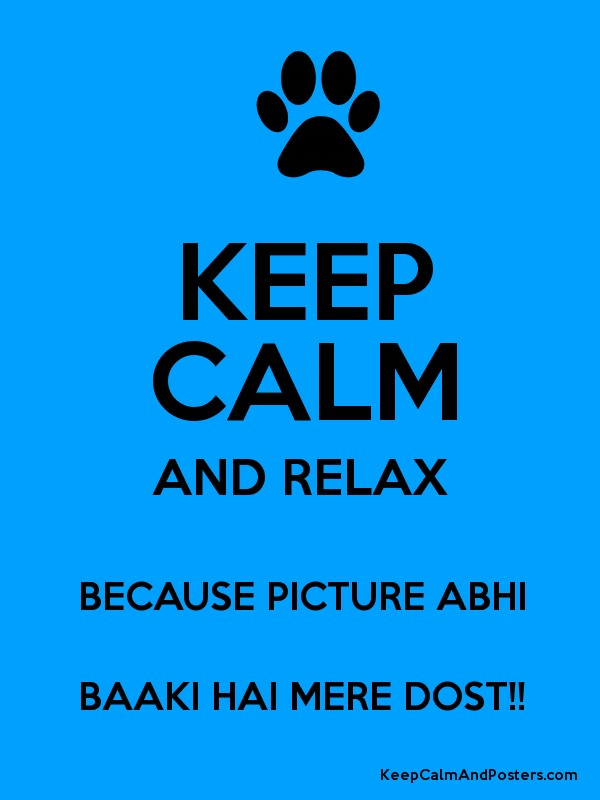 KEEP
CALM
AND RELAX
BECAUSE PICTURE ABHI
BAAKI HAI MERE DOST!!
KeepCalmAndPosters.com